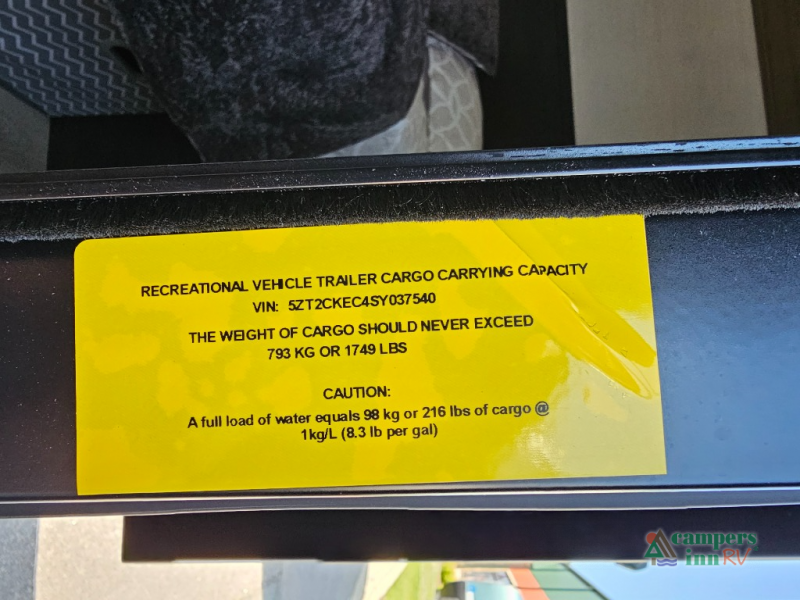 RECREATIONAL VEHICLE TRAILER CARGO CARRYING CAPACITY
VIN: 5ZT2CKEC4SY037540
THE WEIGHT OF CARGO SHOULD NEVER EXCEED
793 KG OR 1749 LBS
CAUTION:
A full load of water equals 98 kg or 216 lbs of cargo @
1kg/L (8.3 lb per gal)
campers
inn RV